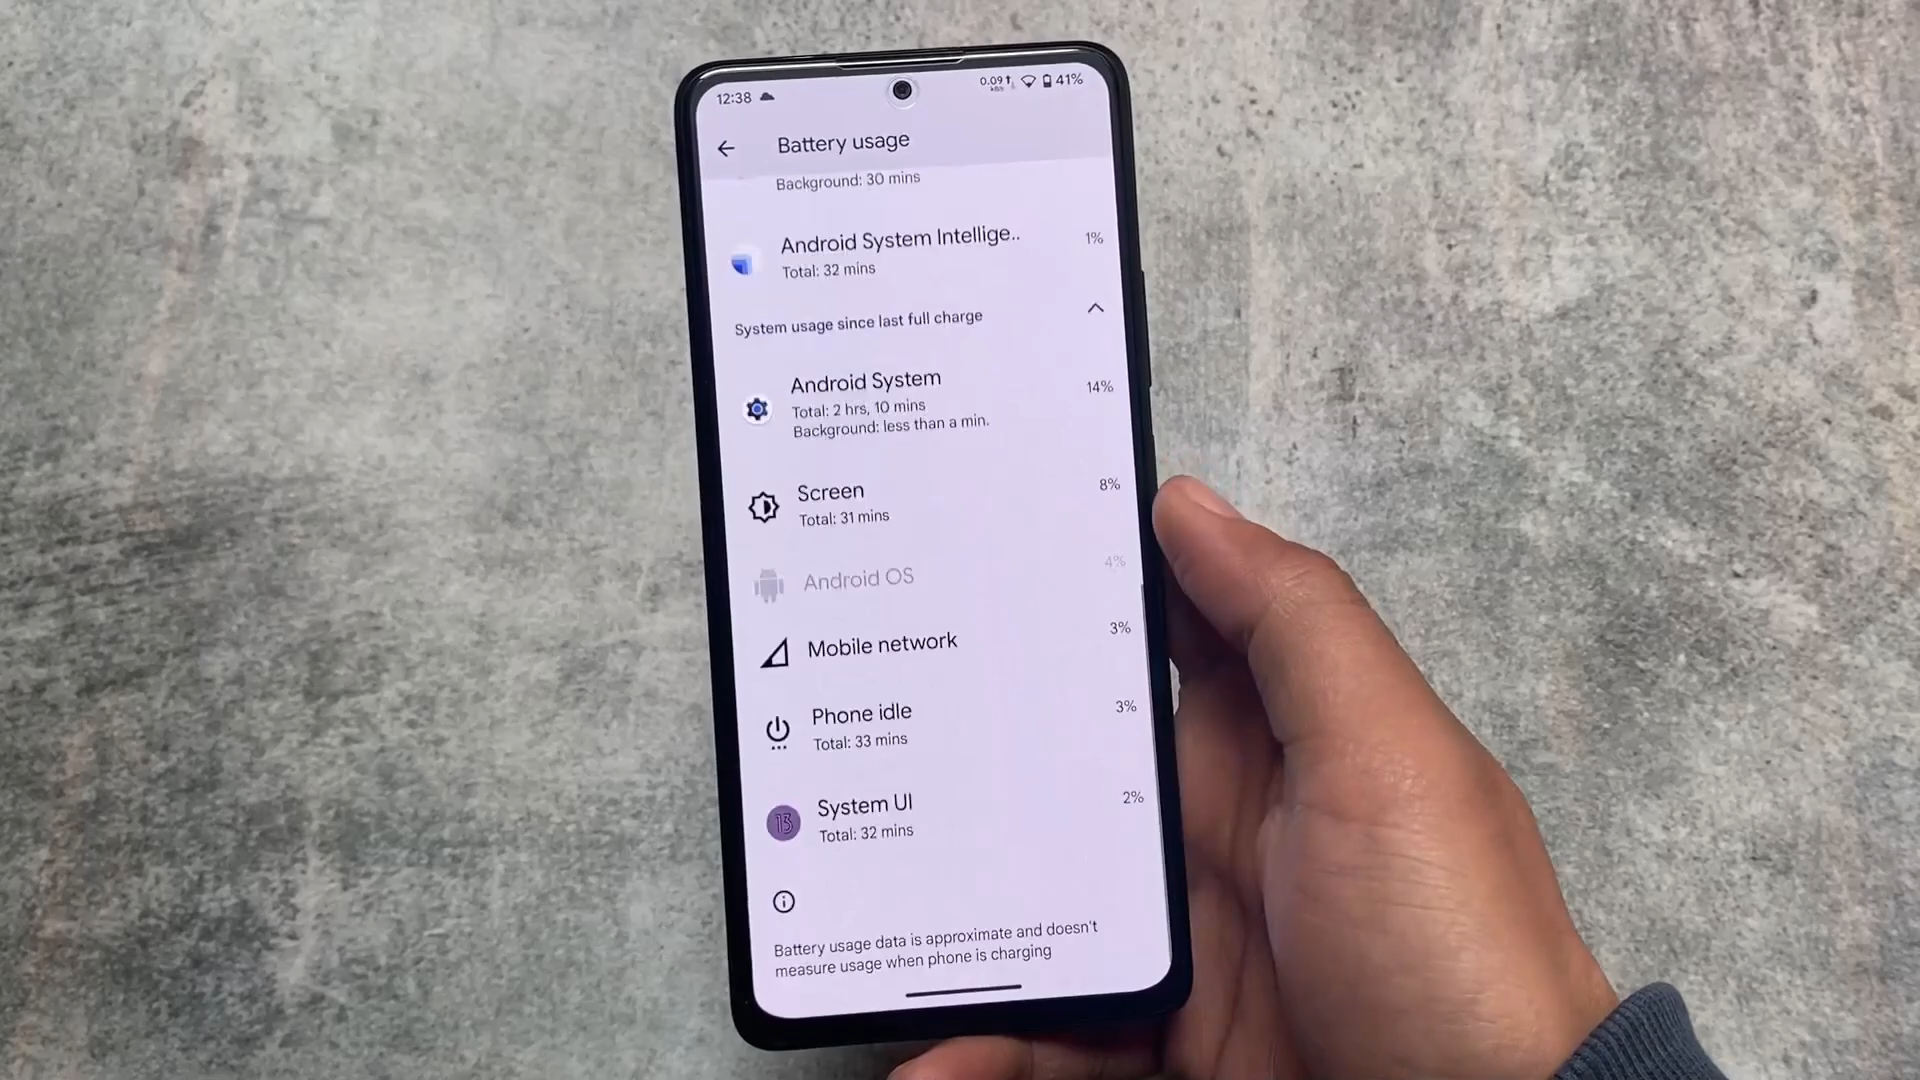 12:38
0.09
kB/s
41%
Battery usage
Background: 30 mins
Android System Intellige..
1%
Total: 32 mins
System usage since last full charge
Android System
14%
Total: 2 hrs, 10 mins
Background: less than a min.
Screen
8%
Total: 31 mins
Android OS
4%
Mobile network
3%
Phone idle
3%
Total: 33 mins
13
System UI
2%
Total: 32 mins
Battery usage data is approximate and doesn't
measure usage when phone is charging